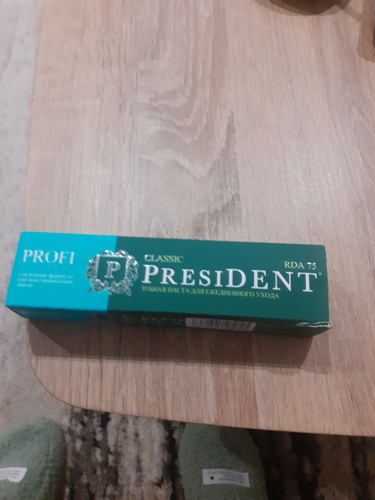 PROFI
CLASSIC
RDA 75
P
PRESIDENT®
ЗУБНАЯ ПАСТА ДЛЯ ЕЖЕДНЕВНОГО УХОДА